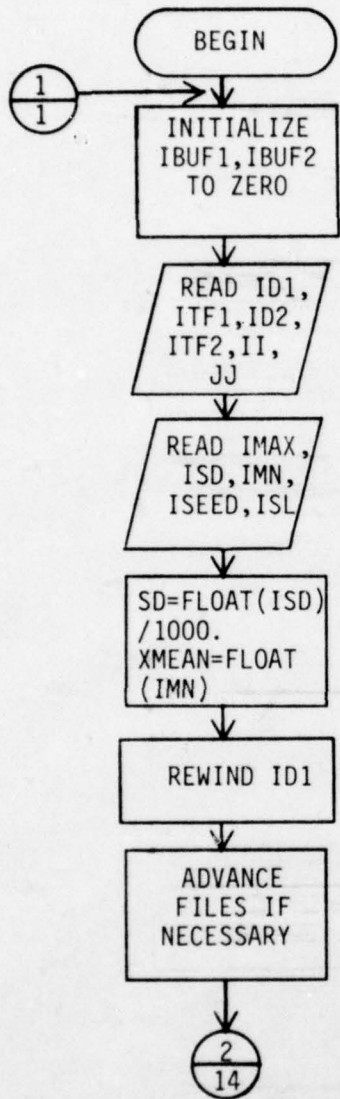 BEGIN
1
1
INITIALIZE
IBUF1,IBUF2
TO ZERO
READ ID1,
ITF1,ID2,
ITF2,II,
JJ
READ IMAX,
ISD,IMN,
ISEED,ISL
SD=FLOAT(ISD)
/1000.
XMEAN=FLOAT
(IMN)
REWIND ID1
ADVANCE
FILES IF
NECESSARY
2
14